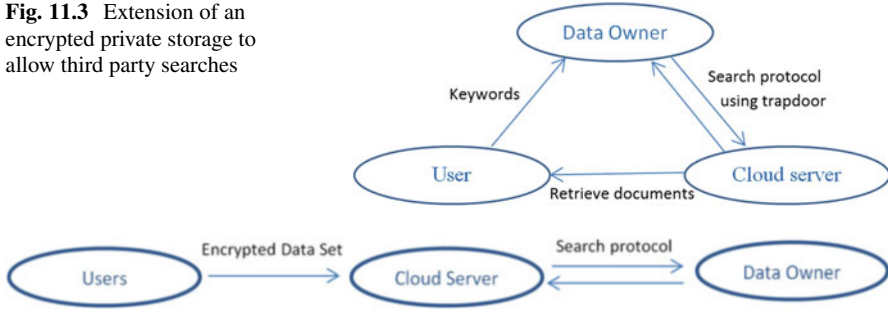 Fig. 11.3 Extension of an
encrypted private storage to
allow third party searches
Data Owner
Keywords
Search protocol
using trapdoor
User
Cloud server
Retrieve documents
Encrypted Data Set
Search protocol
Users
Cloud Server
Data Owner